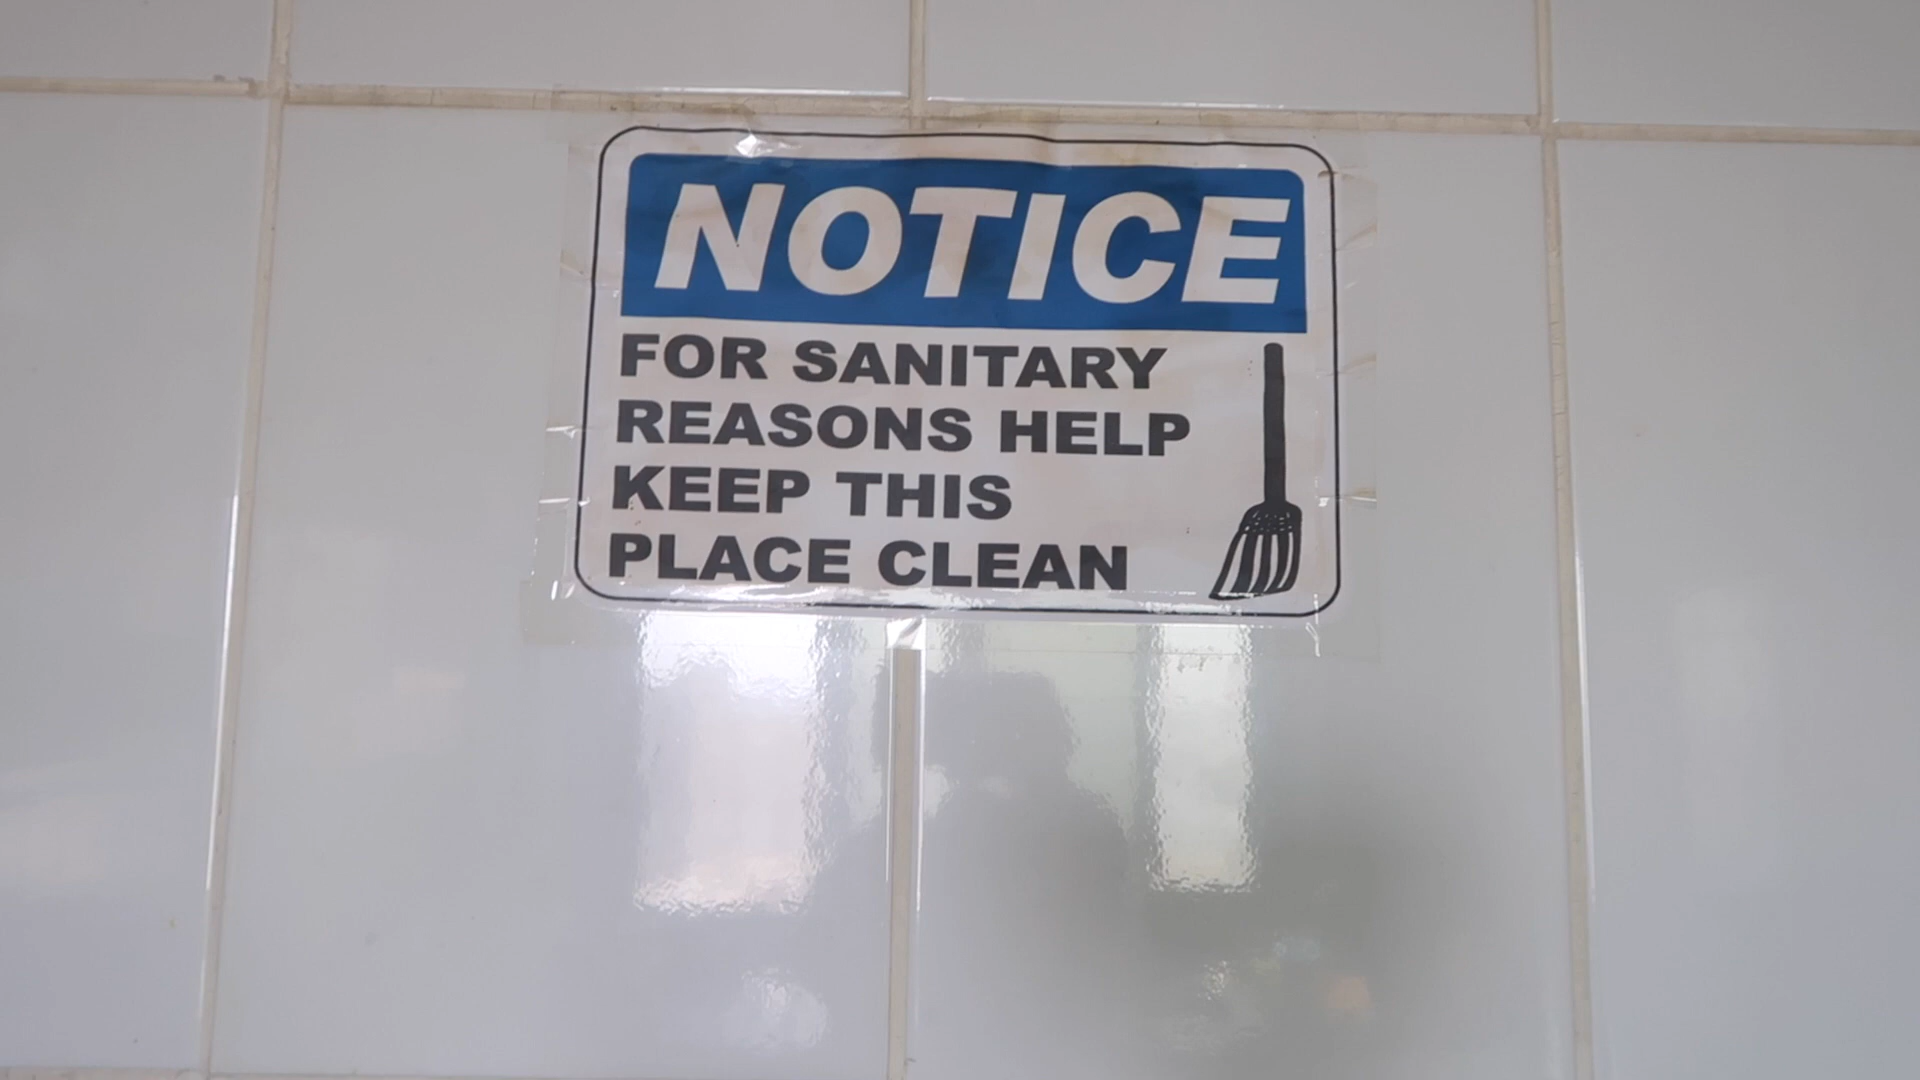 NOTICE
FOR SANITARY
REASONS HELP
KEEP THIS
PLACE CLEAN